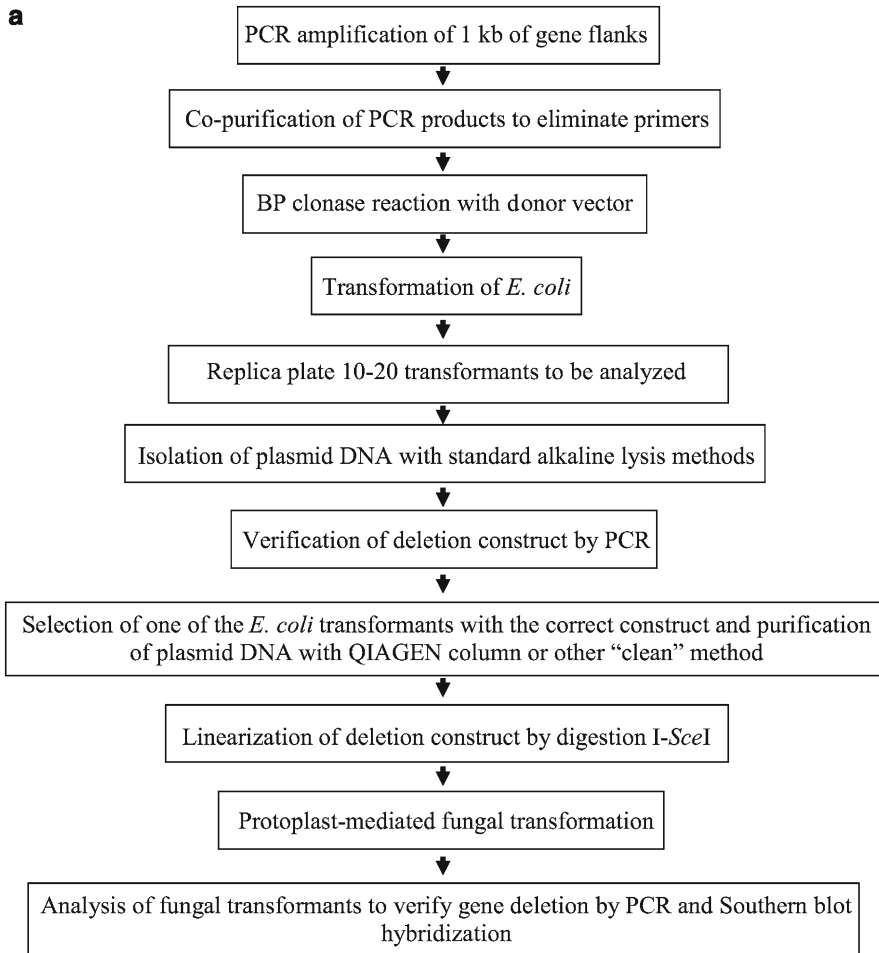 a
PCR amplification of 1 kb of gene flanks
Co-purification of PCR products to eliminate primers
BP clonase reaction with donor vector
Transformation of E. coli
Replica plate 10-20 transformants to be analyzed
Isolation of plasmid DNA with standard alkaline lysis methods
Verification of deletion construct by PCR
Selection of one of the E. coli transformants with the correct construct and purification
of plasmid DNA with QIAGEN column or other “clean” method
Linearization of deletion construct by digestion I-SceI
Protoplast-mediated fungal transformation
Analysis of fungal transformants to verify gene deletion by PCR and Southern blot
hybridization